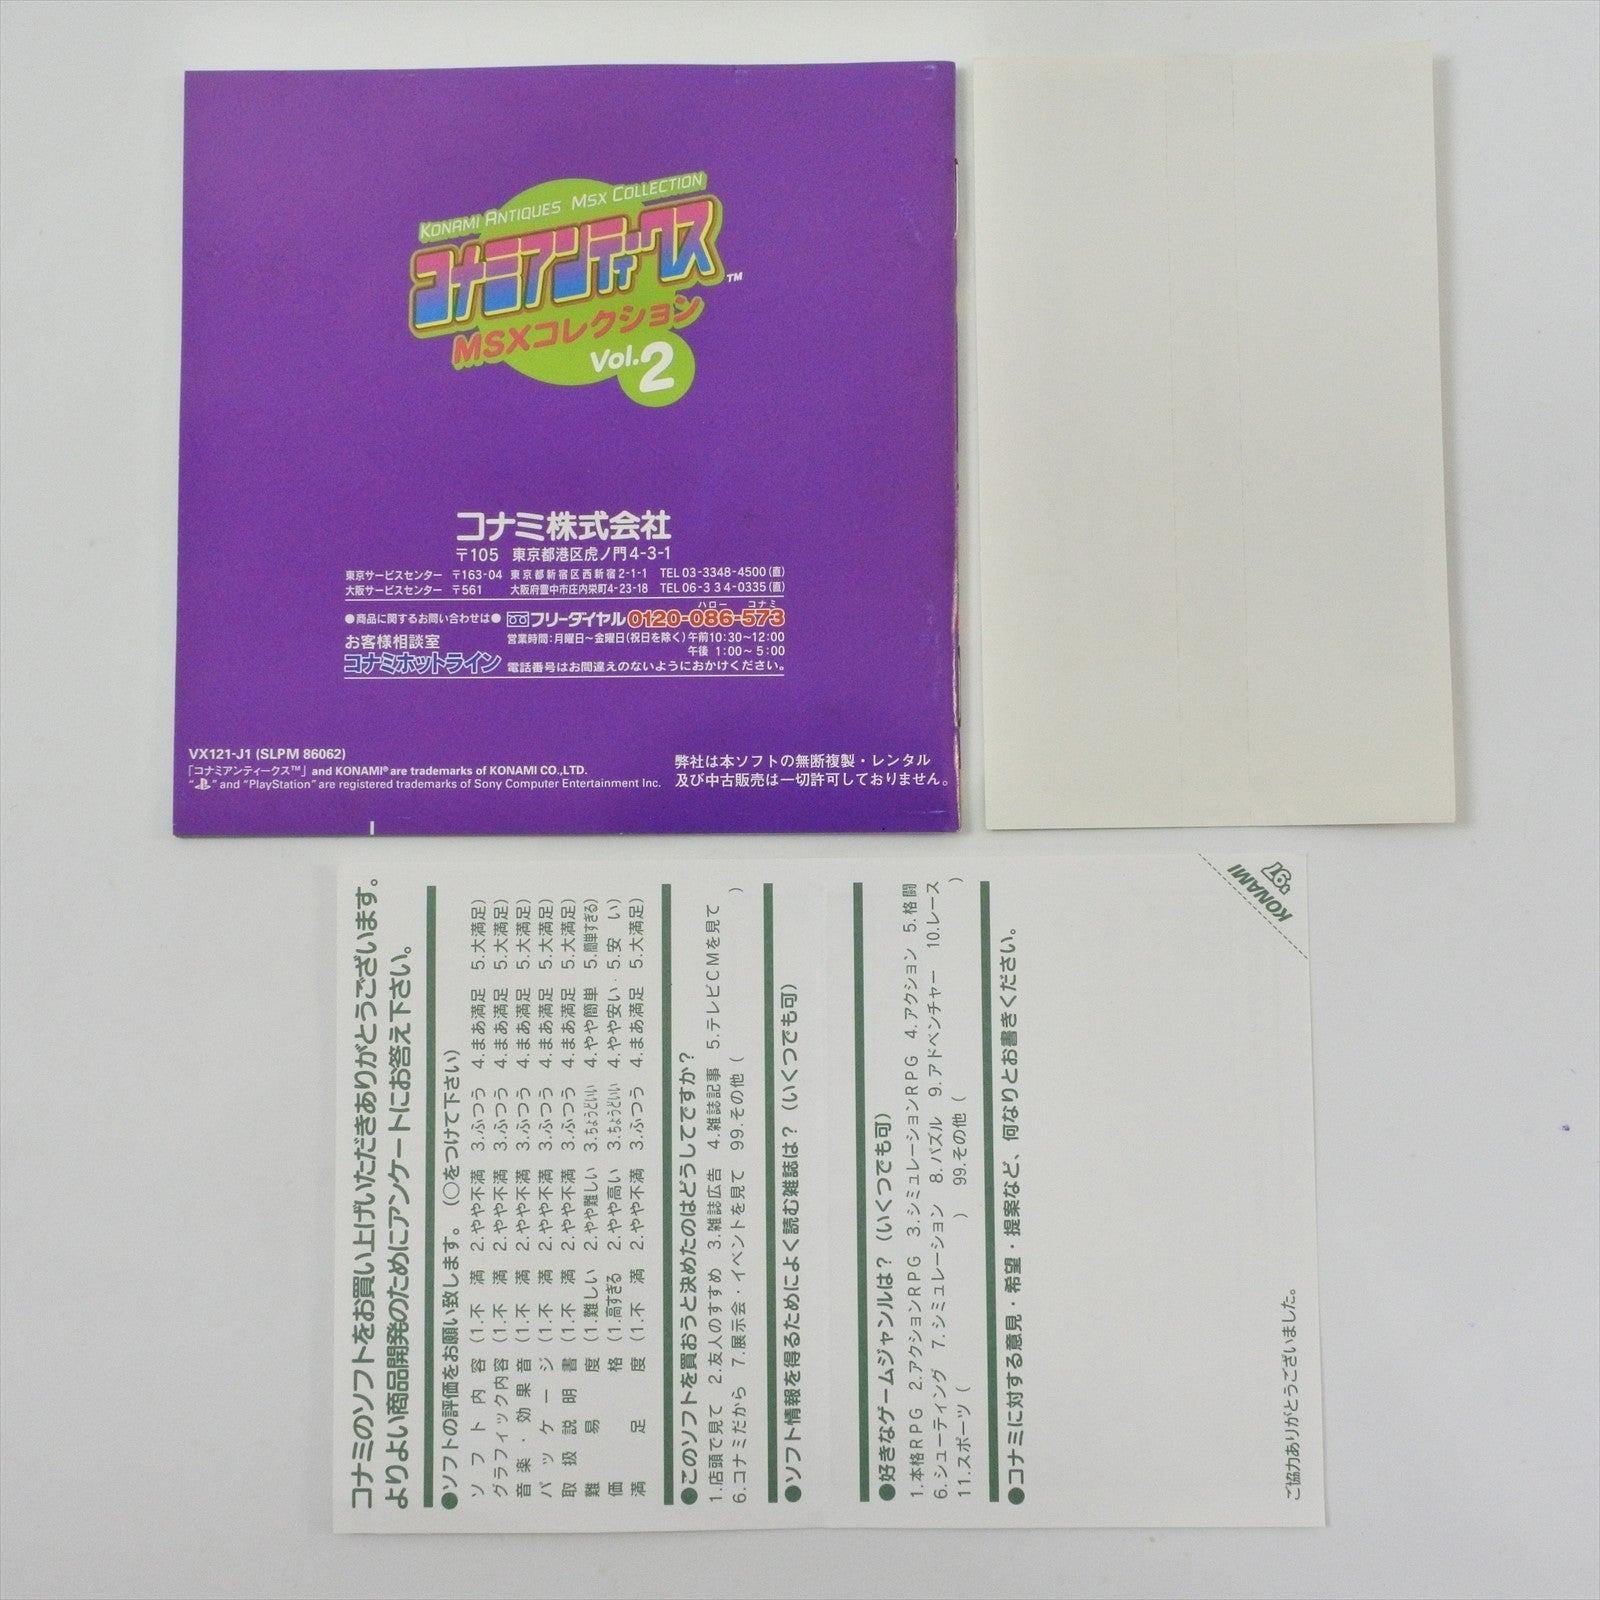 KONAMI ANTIQUES MSX COLLECTION
コナミアンティークス™
MSXコレクション
Vol.2
コナミ株式会社
〒105 東京都港区虎ノ門4-3-1
東京サービスセンター 〒163-04 東京都新宿区西新宿2-1-1 TEL 03-3348-4500(直)
大阪サービスセンター 〒561 大阪府豊中市庄内栄町4-23-18 TEL 06-334-0335(直)
ハロー コナミ
●商品に関するお問い合わせは● フリーダイヤル0120-086-573
お客様相談室
コナミホットライン
営業時間:月曜日~金曜日(祝日を除く)午前10:30~12:00
午後 1:00~5:00
電話番号はお間違えのないようにおかけください。
VX121-J1 (SLPM 86062)
「コナミアンティークス™」 and KONAMI® are trademarks of KONAMI CO.,LTD.
" " and "PlayStation" are registered trademarks of Sony Computer Entertainment Inc.
弊社は本ソフトの無断複製・レンタル
及び中古販売は一切許可しておりません。
コナミのソフトをお買い上げいただきありがとうございます。
よりよい商品開発のためにアンケートにお答え下さい。
●ソフトの評価をお願い致します。(○をつけて下さい)
ソフト内容 (1.不満 2.やや不満 3.ふつう 4.まあ満足 5.大満足)
グラフィック内容 (1.不満 2.やや不満 3.ふつう 4.まあ満足 5.大満足)
音楽・効果音 (1.不満 2.やや不満 3.ふつう 4.まあ満足 5.大満足)
パッケージ (1.不満 2.やや不満 3.ふつう 4.まあ満足 5.大満足)
取扱説明書 (1.不満 2.やや不満 3.ふつう 4.まあ満足 5.大満足)
難易度 (1.難しい 2.やや難しい 3.ちょうどいい 4.やや簡単 5.簡単すぎる)
価格 (1.高すぎる 2.やや高い 3.ちょうどいい 4.やや安い 5.安い)
満足度 (1.不満 2.やや不満 3.ふつう 4.まあ満足 5.大満足)
●このソフトを買おうと決めたのはどうしてですか?
1.店頭で見て 2.友人のすすめ 3.雑誌広告 4.雑誌記事 5.テレビCMを見て
6.コナミだから 7.展示会・イベントを見て 99.その他( )
●ソフト情報を得るためによく読む雑誌は?(いくつでも可)
●好きなゲームジャンルは?(いくつでも可)
1.本格RPG 2.アクションRPG 3.シミュレーションRPG 4.アクション 5.格闘
6.シューティング 7.シミュレーション 8.パズル 9.アドベンチャー 10.レース
11.スポーツ( ) 99.その他( )
●コナミに対する意見・希望・提案など、何なりとお書きください。
ご協力ありがとうございました。
KONAMI
'97